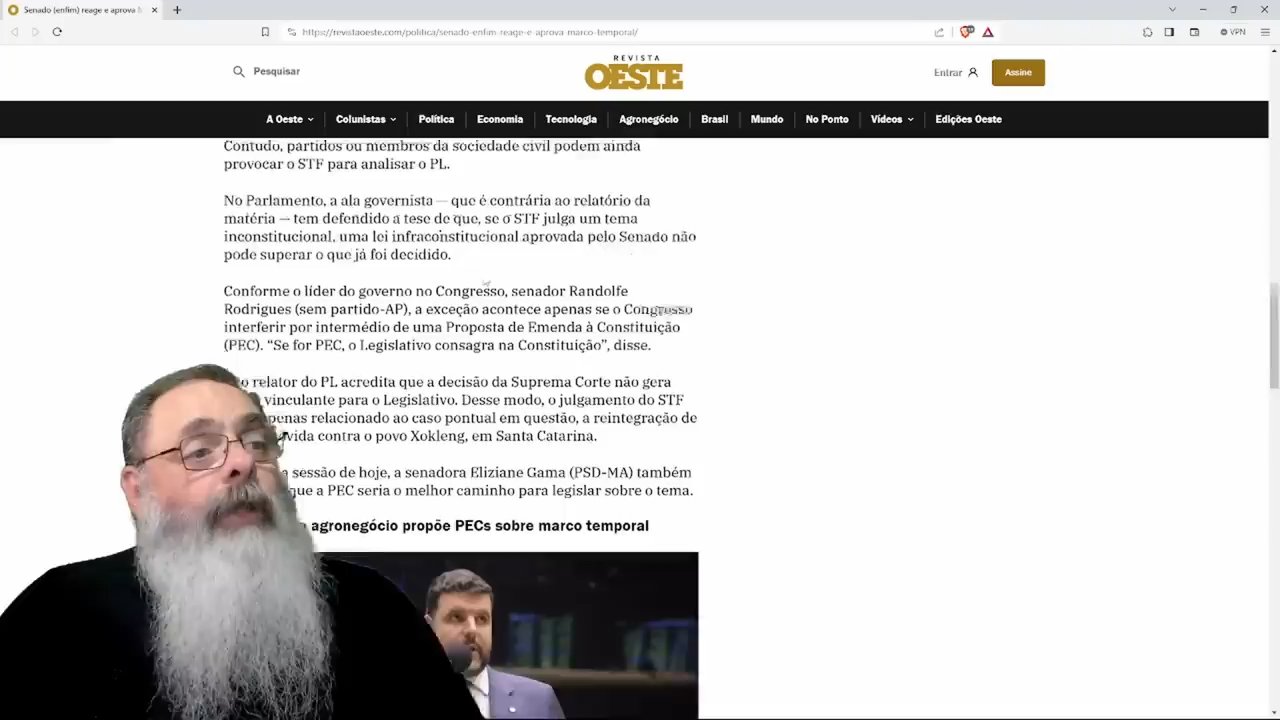 Senado (enfim) reage e aprova
https://revistaoeste.com/politica/senado-enfim-reage-e-aprova-marco-temporal/
VPN
Pesquisar
REVISTA
OESTE
Entrar
Assine
A Oeste
Colunistas
Política
Economia
Tecnologia
Agronegócio
Brasil
Mundo
No Ponto
Vídeos
Edições Oeste
Contudo, partidos ou membros da sociedade civil podem ainda
provocar o STF para analisar o PL.
No Parlamento, a ala governista — que é contrária ao relatório da
matéria — tem defendido a tese de que, se o STF julga um tema
inconstitucional, uma lei infraconstitucional aprovada pelo Senado não
pode superar o que já foi decidido.
Conforme o líder do governo no Congresso, senador Randolfe
Rodrigues (sem partido-AP), a exceção acontece apenas se o Congresso
interferir por intermédio de uma Proposta de Emenda à Constituição
(PEC). “Se for PEC, o Legislativo consagra na Constituição”, disse.
o relator do PL acredita que a decisão da Suprema Corte não gera
vinculante para o Legislativo. Desse modo, o julgamento do STF
penas relacionado ao caso pontual em questão, a reintegração de
vida contra o povo Xokleng, em Santa Catarina.
sessão de hoje, a senadora Eliziane Gama (PSD-MA) também
que a PEC seria o melhor caminho para legislar sobre o tema.
agronegócio propõe PECs sobre marco temporal